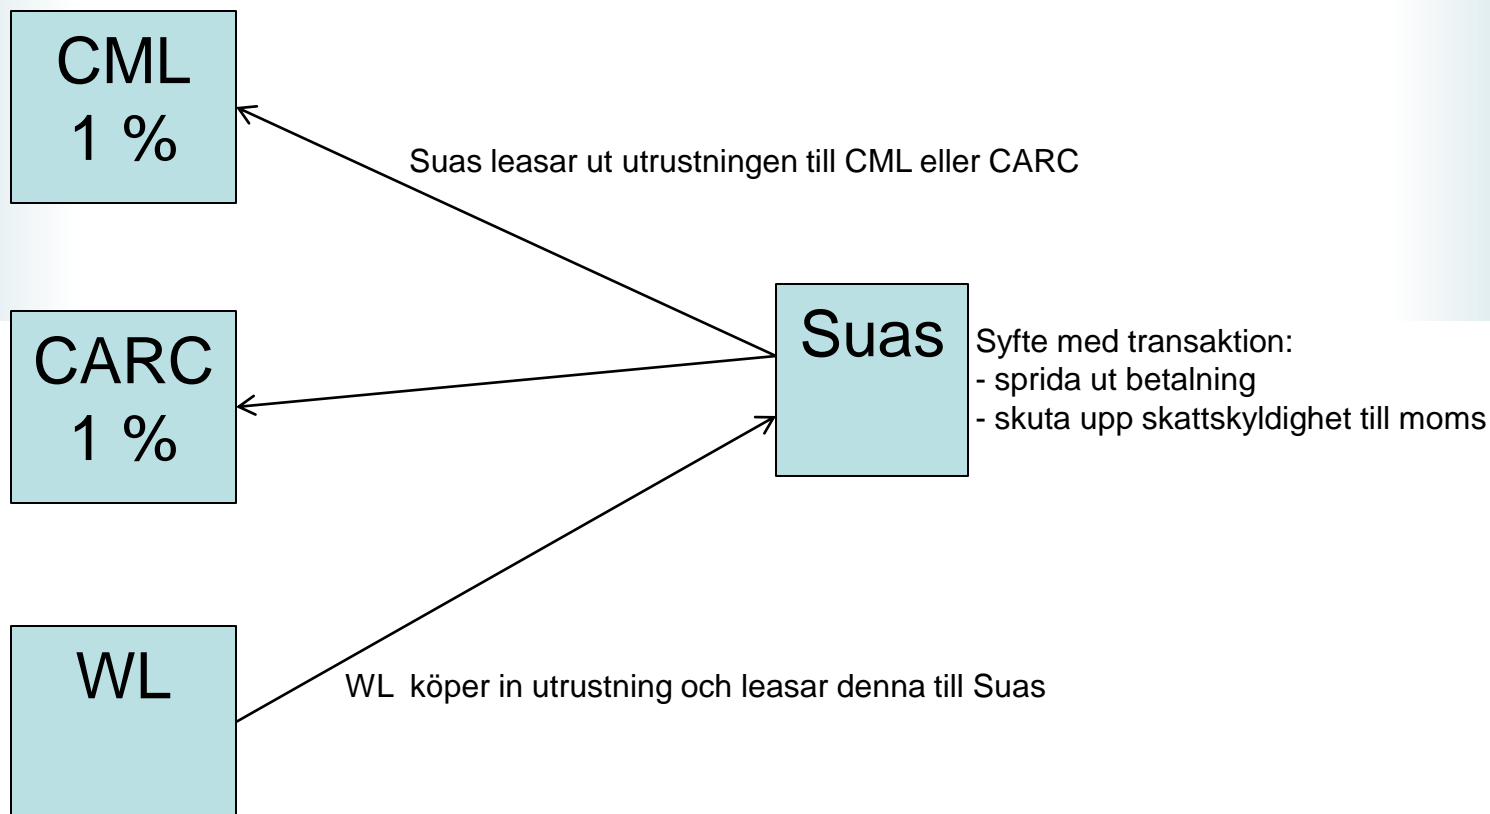 CML
1 %
Suas leasar ut utrustningen till CML eller CARC
CARC
1 %
Suas
Syfte med transaktion:
- sprida ut betalning
- skuta upp skattskyldighet till moms
WL
WL köper in utrustning och leasar denna till Suas